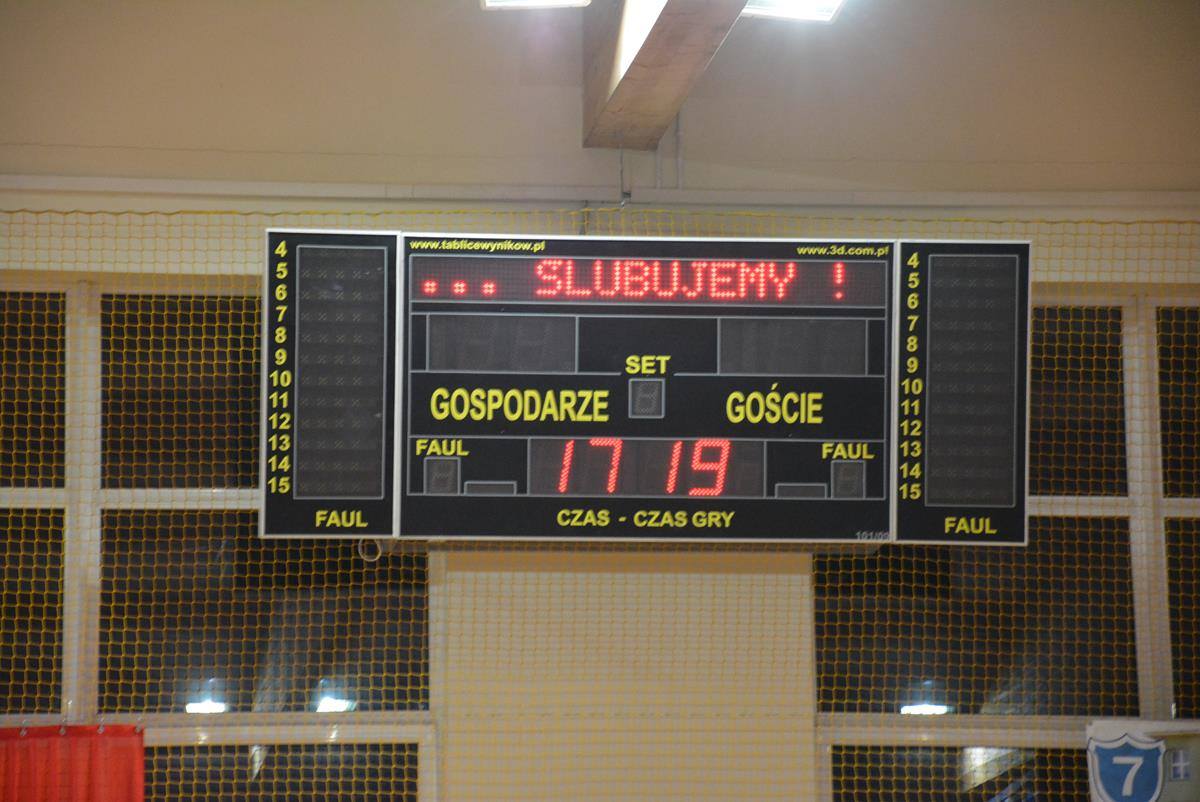 www.tablicewynikow.pl
www.3d.com.pl
... SLUBUJEMY !
SET
GOSPODARZE
GOŚCIE
FAUL
FAUL
17 19
CZAS - CZAS GRY
4
5
6
7
8
9
10
11
12
13
14
15
FAUL
4
5
6
7
8
9
10
11
12
13
14
15
FAUL
7